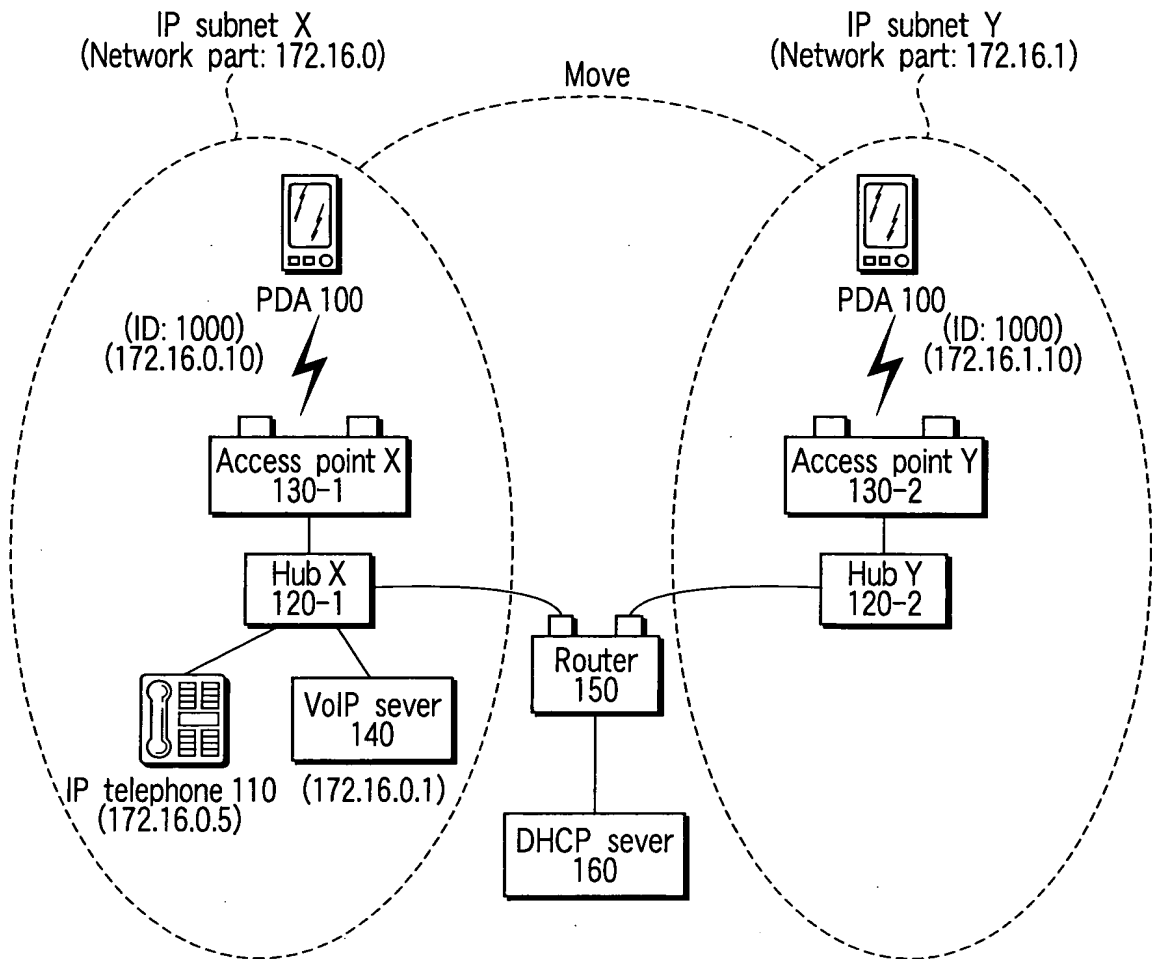 IP subnet X
(Network part: 172.16.0)
IP subnet Y
(Network part: 172.16.1)
Move
PDA 100
(ID: 1000)
(172.16.0.10)
PDA 100
(ID: 1000)
(172.16.1.10)
Access point X
130-1
Access point Y
130-2
Hub X
120-1
Hub Y
120-2
Router
150
VoIP sever
140
IP telephone 110
(172.16.0.5)
(172.16.0.1)
DHCP sever
160